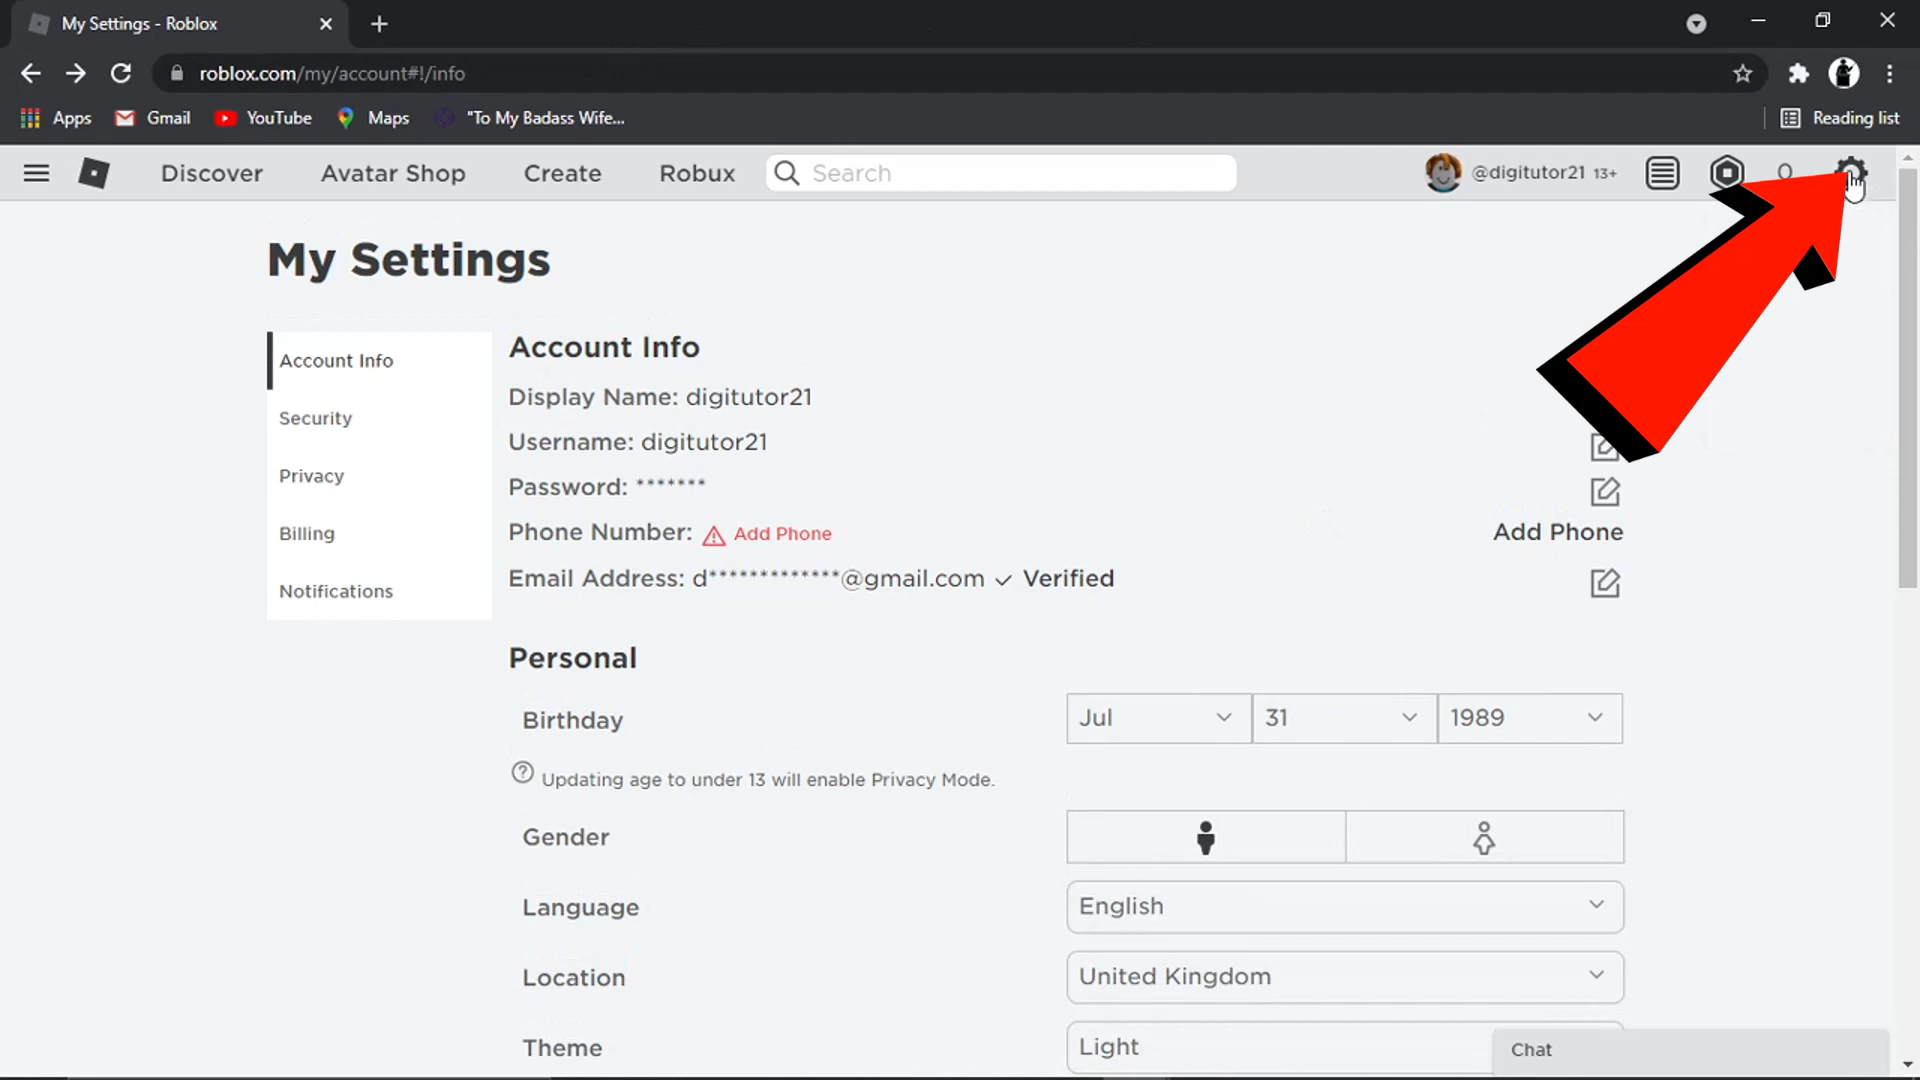 My Settings - Roblox
roblox.com/my/account#!/info
Apps Gmail YouTube Maps "To My Badass Wife... Reading list
Discover Avatar Shop Create Robux Search @digitutor21 13+ 0
My Settings
Account Info
Security
Privacy
Billing
Notifications
Account Info
Display Name: digitutor21
Username: digitutor21
Password: *******
Phone Number: Add Phone Add Phone
Email Address: d*************@gmail.com Verified
Personal
Birthday Jul 31 1989
Updating age to under 13 will enable Privacy Mode.
Gender
Language English
Location United Kingdom
Theme Light
Chat